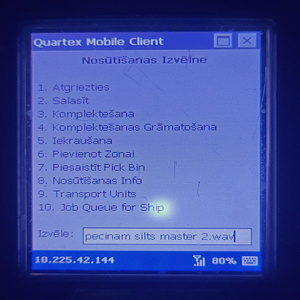 Quartex Mobile Client
Nosūtīšanas Izvēlne
1. Atgriezties
2. Salasīt
3. Komplektešana
4. Komplektešanas Grāmatošana
5. Iekraušana
6. Pievienot Zonai
7. Piesaistīt Pick Bin
8. Nosūtīšanas Info
9. Transport Units
10. Job Queue for Ship
Izvēle: pecinam silts master 2.wav
10.225.42.144 80%